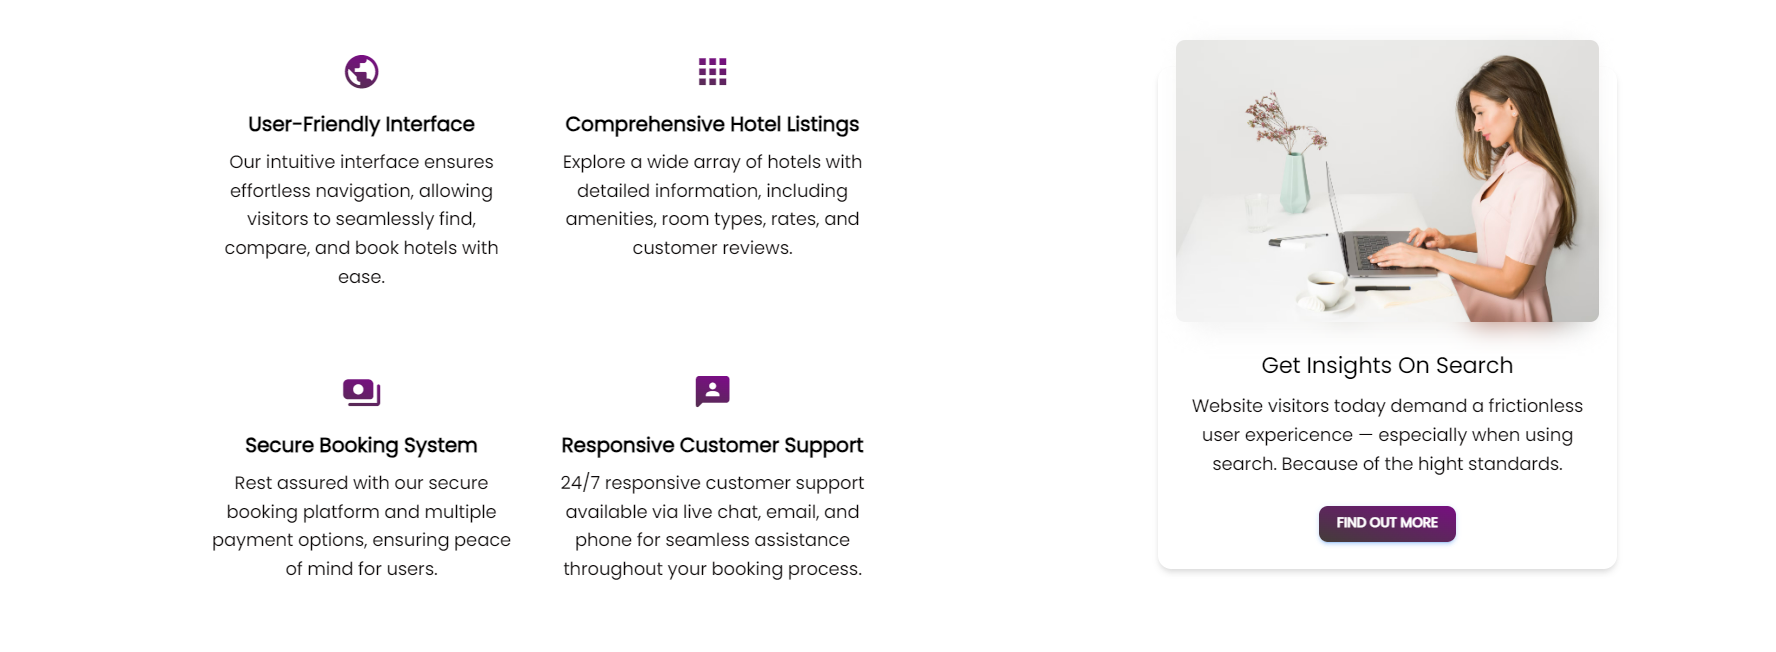 User-Friendly Interface
Our intuitive interface ensures
effortless navigation, allowing
visitors to seamlessly find,
compare, and book hotels with
ease.
Comprehensive Hotel Listings
Explore a wide array of hotels with
detailed information, including
amenities, room types, rates, and
customer reviews.
Secure Booking System
Rest assured with our secure
booking platform and multiple
payment options, ensuring peace
of mind for users.
Responsive Customer Support
24/7 responsive customer support
available via live chat, email, and
phone for seamless assistance
throughout your booking process.
Get Insights On Search
Website visitors today demand a frictionless
user expericence — especially when using
search. Because of the hight standards.
FIND OUT MORE